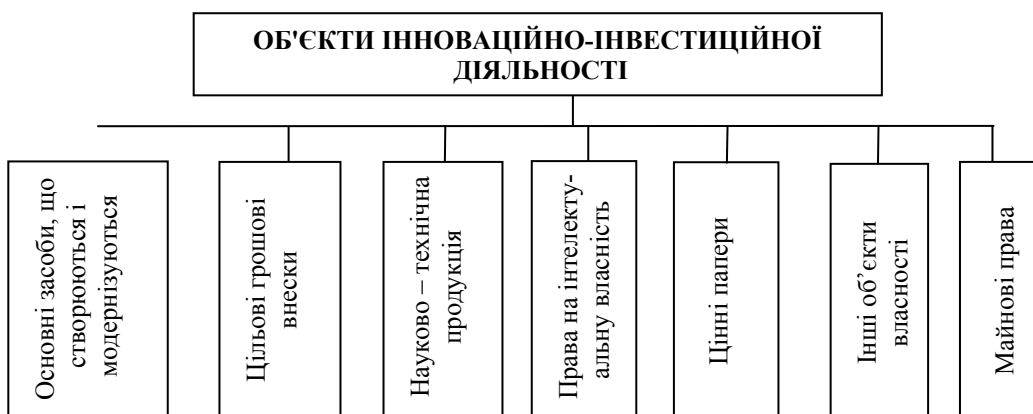 ОБ'ЄКТИ ІННОВАЦІЙНО-ІНВЕСТИЦІЙНОЇ
ДІЯЛЬНОСТІ
Основні засоби, що
створюються і
модернізуються
Цільові грошові
внески
Науково – технічна
продукція
Права на інтелекту-
альну власність
Цінні папери
Інші об’єкти
власності
Майнові права